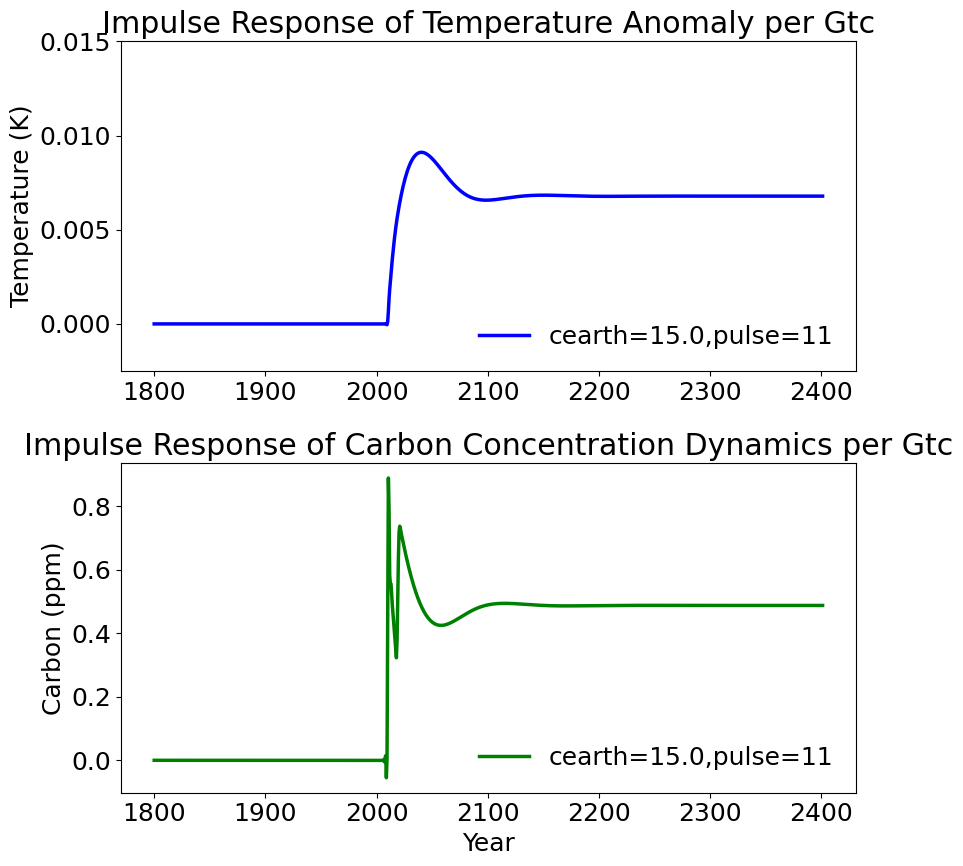 Impulse Response of Temperature Anomaly per Gtc
0.015
0.010
0.005
0.000
Temperature (K)
cearth=15.0,pulse=11
1800 1900 2000 2100 2200 2300 2400
Impulse Response of Carbon Concentration Dynamics per Gtc
0.8
0.6
0.4
0.2
0.0
Carbon (ppm)
cearth=15.0,pulse=11
1800 1900 2000 2100 2200 2300 2400
Year